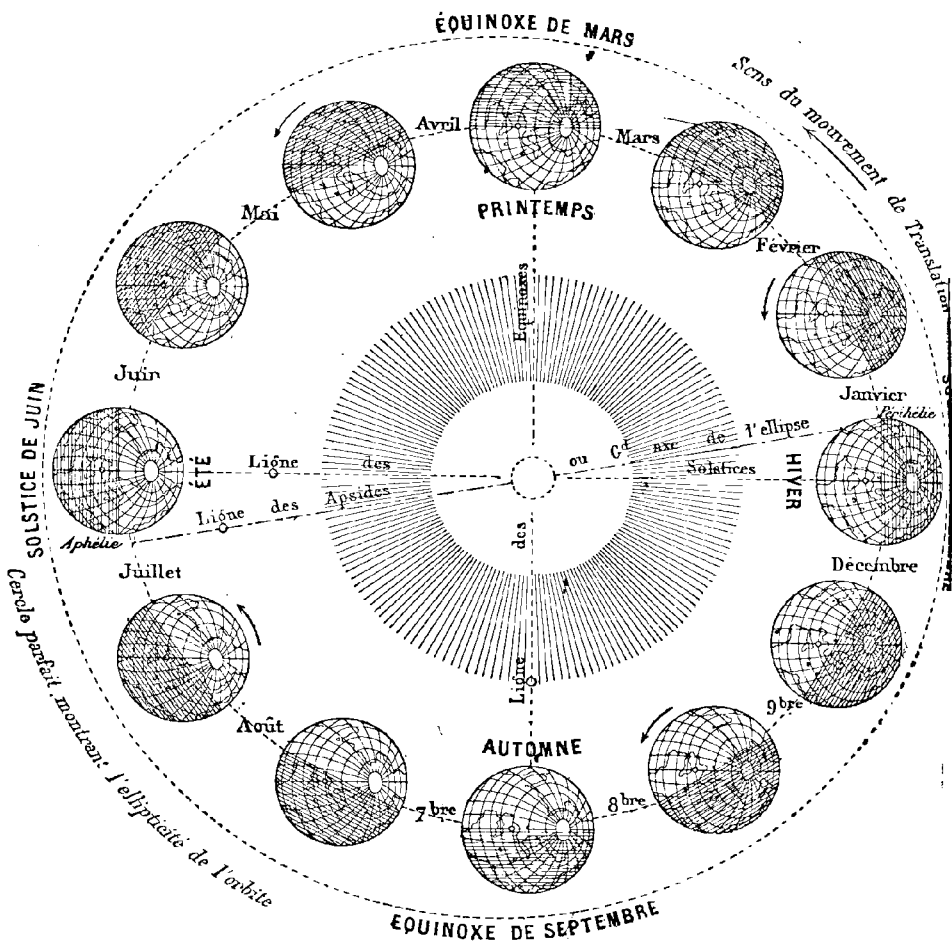 ÉQUINOXE DE MARS
Sens du mouvement de Translation
Avril
Mars
Mai
PRINTEMPS
Février
Equinoxes
Juin
Janvier
Périhélie
SOLSTICE DE JUIN
ÉTÉ
Ligne des
ou Gd axe de l'ellipse
Solstices
HIVER
Ligne des Apsides
Aphélie
des
Juillet
Décembre
Cercle parfait montrant l'ellipticité de l'orbite
Ligne
Août
9bre
AUTOMNE
7bre
8bre
ÉQUINOXE DE SEPTEMBRE